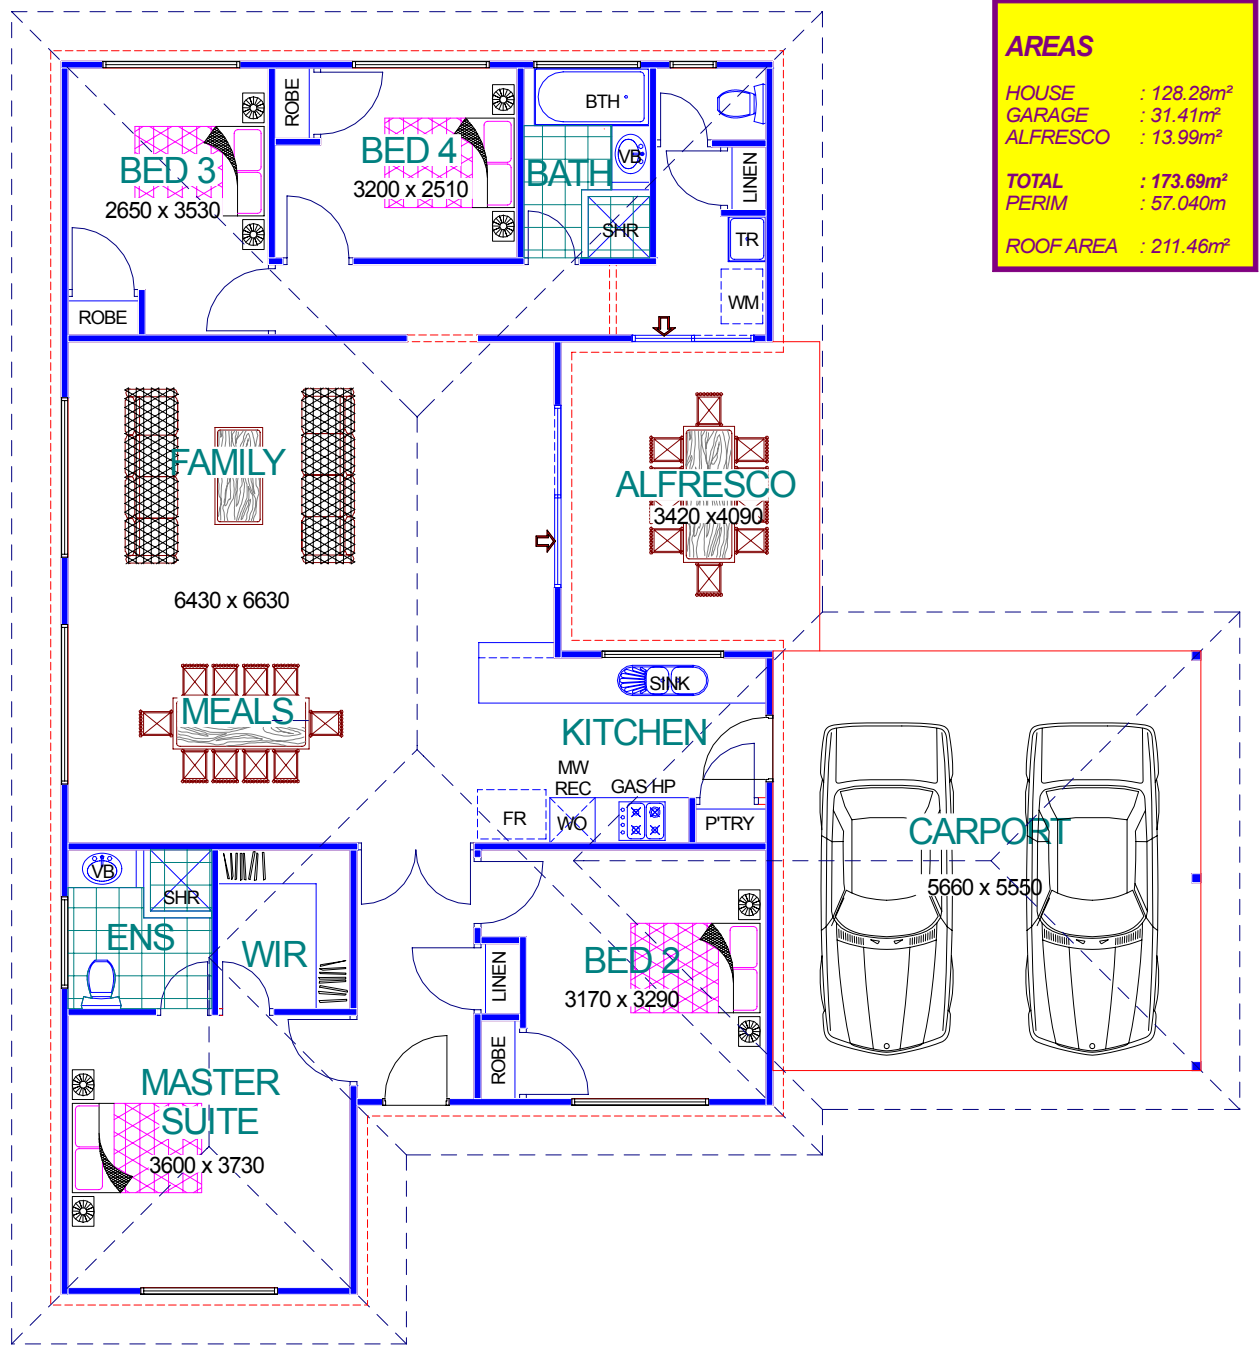 AREAS
HOUSE : 128.28m²
GARAGE : 31.41m²
ALFRESCO : 13.99m²
TOTAL : 173.69m²
PERIM : 57.040m
ROOF AREA : 211.46m²
BED 3
2650 x 3530
ROBE
ROBE
BED 4
3200 x 2510
BTH
VB
BATH
SHR
LINEN
TR
WM
FAMILY
6430 x 6630
ALFRESCO
3420 x4090
MEALS
SINK
KITCHEN
MW
REC
GAS HP
FR
WO
P'TRY
CARPORT
5660 x 5550
VB
SHR
ENS
WIR
LINEN
BED 2
3170 x 3290
ROBE
MASTER
SUITE
3600 x 3730